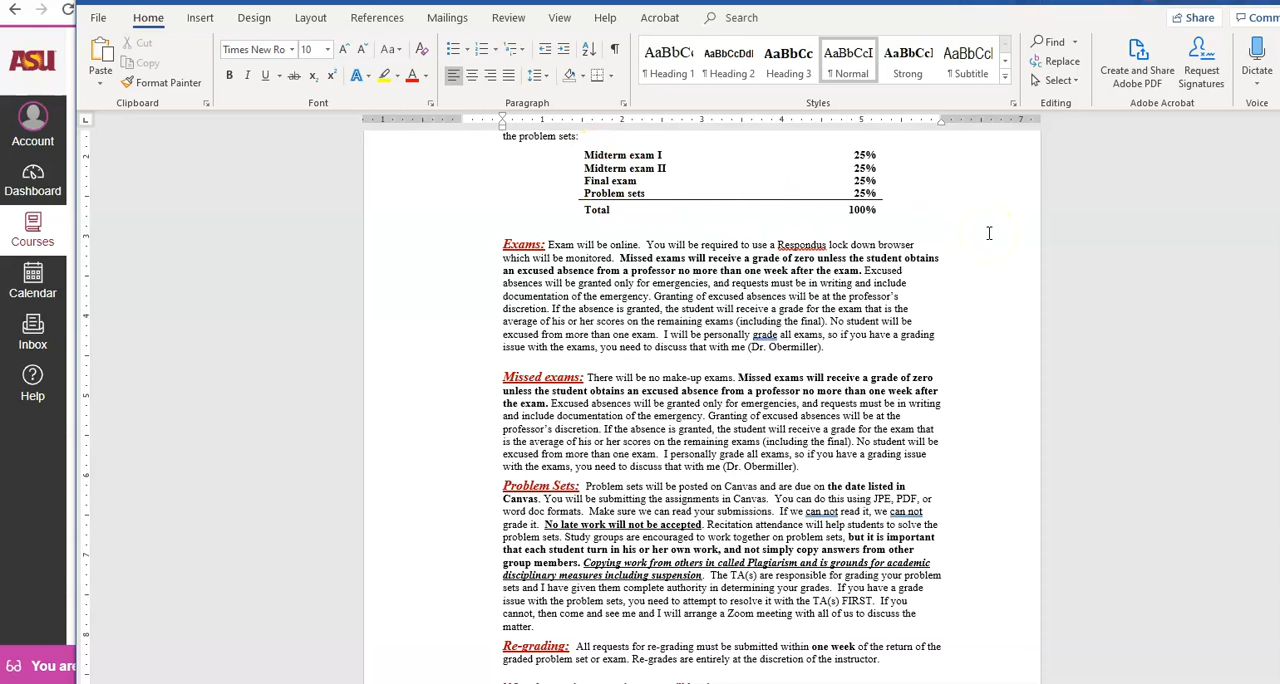 File Home Insert Design Layout References Mailings Review View Help Acrobat Search Share Comm
ASU
Paste
Cut
Copy
Format Painter
Times New Ro 10
AaBbCc AaBbCcDdI AaBbCc AaBbCcI AaBbCcI AaBbCcI
¶ Heading 1 ¶ Heading 2 Heading 3 ¶ Normal Strong ¶ Subtitle
Find
Replace
Select
Create and Share
Adobe PDF
Request
Signatures
Dictate
Clipboard Font Paragraph Styles Editing Adobe Acrobat Voice
1 1 2 3 4 5 7
Account
Dashboard
Courses
Calendar
Inbox
Help
You are
the problem sets:
Midterm exam I 25%
Midterm exam II 25%
Final exam 25%
Problem sets 25%
Total 100%
Exams: Exam will be online. You will be required to use a Respondus lock down browser
which will be monitored. Missed exams will receive a grade of zero unless the student obtains
an excused absence from a professor no more than one week after the exam. Excused
absences will be granted only for emergencies, and requests must be in writing and include
documentation of the emergency. Granting of excused absences will be at the professor's
discretion. If the absence is granted, the student will receive a grade for the exam that is the
average of his or her scores on the remaining exams (including the final). No student will be
excused from more than one exam. I will be personally grade all exams, so if you have a grading
issue with the exams, you need to discuss that with me (Dr. Obermiller).
Missed exams: There will be no make-up exams. Missed exams will receive a grade of zero
unless the student obtains an excused absence from a professor no more than one week after
the exam. Excused absences will be granted only for emergencies, and requests must be in writing
and include documentation of the emergency. Granting of excused absences will be at the
professor's discretion. If the absence is granted, the student will receive a grade for the exam that
is the average of his or her scores on the remaining exams (including the final). No student will be
excused from more than one exam. I personally grade all exams, so if you have a grading issue
with the exams, you need to discuss that with me (Dr. Obermiller).
Problem Sets: Problem sets will be posted on Canvas and are due on the date listed in
Canvas. You will be submitting the assignments in Canvas. You can do this using JPE, PDF, or
word doc formats. Make sure we can read your submissions. If we can not read it, we can not
grade it. No late work will not be accepted. Recitation attendance will help students to solve the
problem sets. Study groups are encouraged to work together on problem sets, but it is important
that each student turn in his or her own work, and not simply copy answers from other
group members. Copying work from others in called Plagiarism and is grounds for academic
disciplinary measures including suspension. The TA(s) are responsible for grading your problem
sets and I have given them complete authority in determining your grades. If you have a grade
issue with the problem sets, you need to attempt to resolve it with the TA(s) FIRST. If you
cannot, then come and see me and I will arrange a Zoom meeting with all of us to discuss the
matter.
Re-grading: All requests for re-grading must be submitted within one week of the return of the
graded problem set or exam. Re-grades are entirely at the discretion of the instructor.